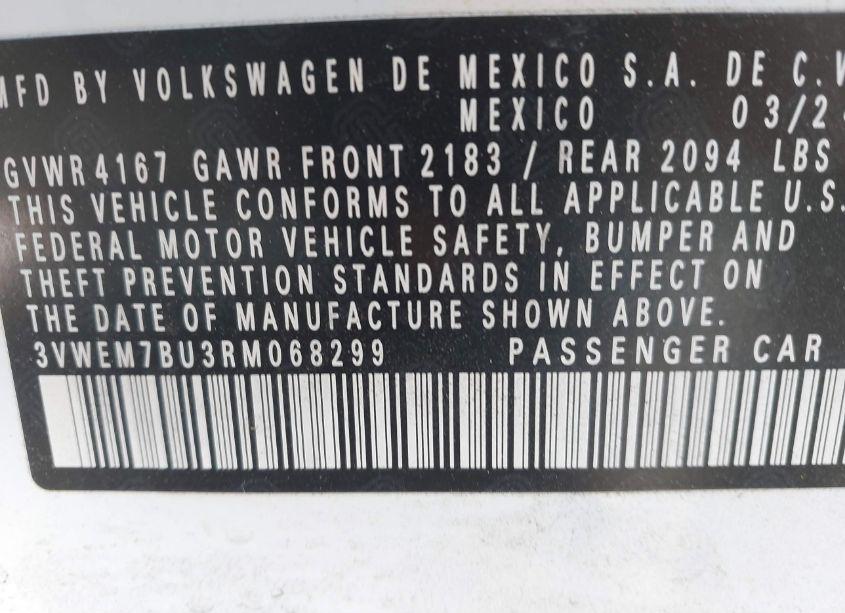 MFD BY VOLKSWAGEN DE MEXICO S.A. DE C.V
MEXICO 03/2
GVWR 4167 GAWR FRONT 2183 / REAR 2094 LBS
THIS VEHICLE CONFORMS TO ALL APPLICABLE U.S.
FEDERAL MOTOR VEHICLE SAFETY, BUMPER AND
THEFT PREVENTION STANDARDS IN EFFECT ON
THE DATE OF MANUFACTURE SHOWN ABOVE.
3VWEM7BU3RM068299 PASSENGER CAR